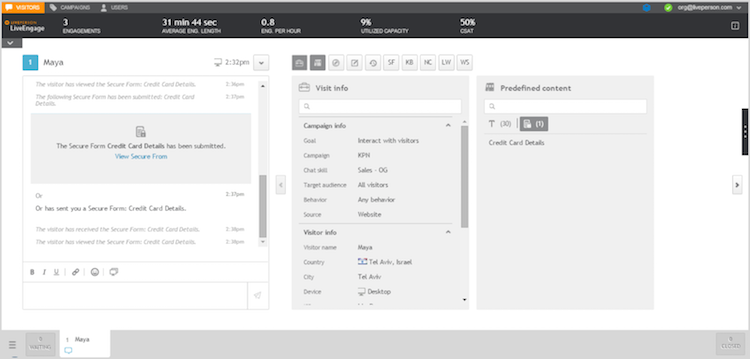 VISITORS CAMPAIGNS USERS org@liveperson.com
LIVEPERSON
LiveEngage
3
ENGAGEMENTS
31 min 44 sec
AVERAGE ENG. LENGTH
0.8
ENG. PER HOUR
9%
UTILIZED CAPACITY
50%
CSAT
1 Maya 2:32pm
The visitor has viewed the Secure Form: Credit Card Details. 2:36pm
The following Secure Form has been submitted: Credit Card 2:37pm
Details.
The Secure Form Credit Card Details has been submitted.
View Secure From
Or 2:37pm
Or has sent you a Secure Form: Credit Card Details.
The visitor has received the Secure Form: Credit Card Details. 2:38pm
The visitor has viewed the Secure Form: Credit Card Details. 2:38pm
B I U
SF KB NC LW WS
Visit info
Campaign info
Goal Interact with visitors
Campaign KPN
Chat skill Sales - OG
Target audience All visitors
Behavior Any behavior
Source Website
Visitor info
Visitor name Maya
Country Tel Aviv, Israel
City Tel Aviv
Device Desktop
Predefined content
T (30) (1)
Credit Card Details
WAITING
1 Maya
CLOSED